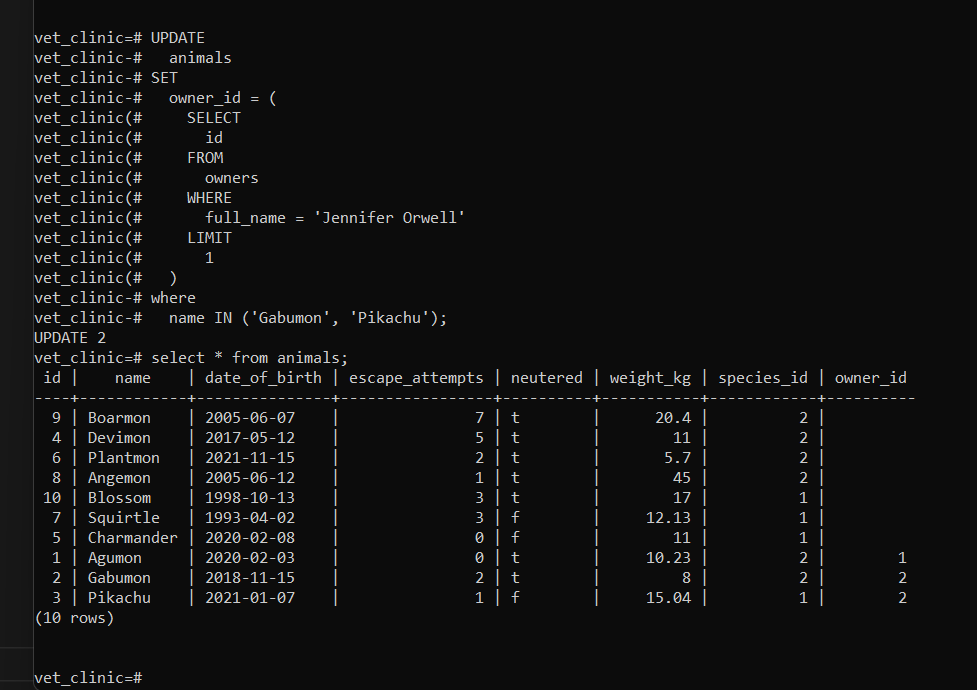 vet_clinic=# UPDATE
vet_clinic-#   animals
vet_clinic-# SET
vet_clinic-#   owner_id = (
vet_clinic(#     SELECT
vet_clinic(#       id
vet_clinic(#     FROM
vet_clinic(#       owners
vet_clinic(#     WHERE
vet_clinic(#       full_name = 'Jennifer Orwell'
vet_clinic(#     LIMIT
vet_clinic(#       1
vet_clinic(#   )
vet_clinic-# where
vet_clinic-#   name IN ('Gabumon', 'Pikachu');
UPDATE 2
vet_clinic=# select * from animals;
 id |    name    | date_of_birth | escape_attempts | neutered | weight_kg | species_id | owner_id
----+------------+---------------+-----------------+----------+-----------+------------+----------
  9 | Boarmon    | 2005-06-07    |               7 | t        |      20.4 |          2 |
  4 | Devimon    | 2017-05-12    |               5 | t        |        11 |          2 |
  6 | Plantmon   | 2021-11-15    |               2 | t        |       5.7 |          2 |
  8 | Angemon    | 2005-06-12    |               1 | t        |        45 |          2 |
 10 | Blossom    | 1998-10-13    |               3 | t        |        17 |          1 |
  7 | Squirtle   | 1993-04-02    |               3 | f        |     12.13 |          1 |
  5 | Charmander | 2020-02-08    |               0 | f        |        11 |          1 |
  1 | Agumon     | 2020-02-03    |               0 | t        |     10.23 |          2 |        1
  2 | Gabumon    | 2018-11-15    |               2 | t        |         8 |          2 |        2
  3 | Pikachu    | 2021-01-07    |               1 | f        |     15.04 |          1 |        2
(10 rows)
vet_clinic=#